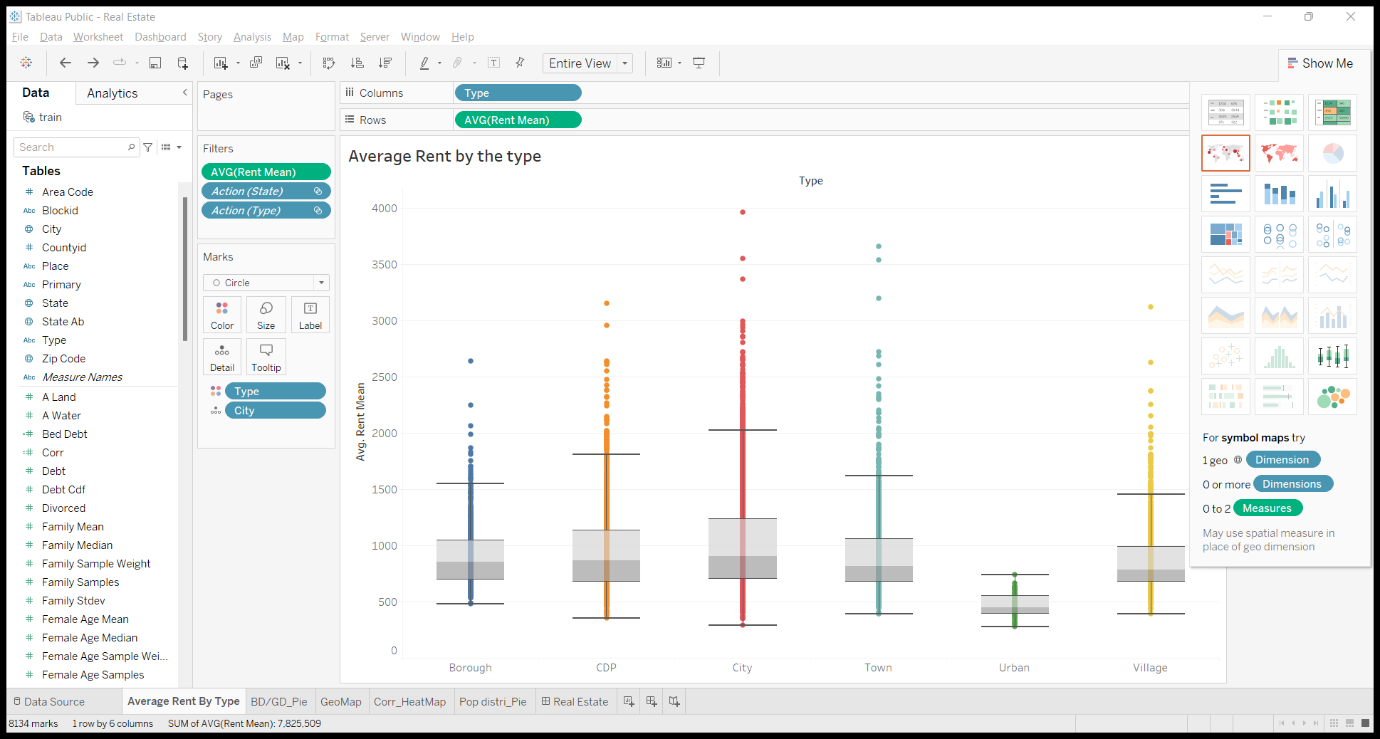 Tableau Public - Real Estate
File Data Worksheet Dashboard Story Analysis Map Format Server Window Help
Entire View
Show Me
Data Analytics
train
Search
Tables
# Area Code
Abc Blockid
City
# Countyid
Abc Place
Abc Primary
State
State Ab
Abc Type
Zip Code
Abc Measure Names
# A Land
# A Water
Bed Debt
Corr
# Debt
# Debt Cdf
# Divorced
# Family Mean
# Family Median
# Family Sample Weight
# Family Samples
# Family Stdev
# Female Age Mean
# Female Age Median
# Female Age Sample Wei...
# Female Age Samples
Pages
Filters
AVG(Rent Mean)
Action (State)
Action (Type)
Marks
Circle
Color Size Label
Detail Tooltip
Type
City
Columns Type
Rows AVG(Rent Mean)
Average Rent by the type
Type
Avg. Rent Mean
4000
3500
3000
2500
2000
1500
1000
500
0
Borough CDP City Town Urban Village
For symbol maps try
1 geo Dimension
0 or more Dimensions
0 to 2 Measures
May use spatial measure in
place of geo dimension
Data Source Average Rent By Type BD/GD_Pie GeoMap Corr_HeatMap Pop distri_Pie Real Estate
8134 marks 1 row by 6 columns SUM of AVG(Rent Mean): 7,825,509